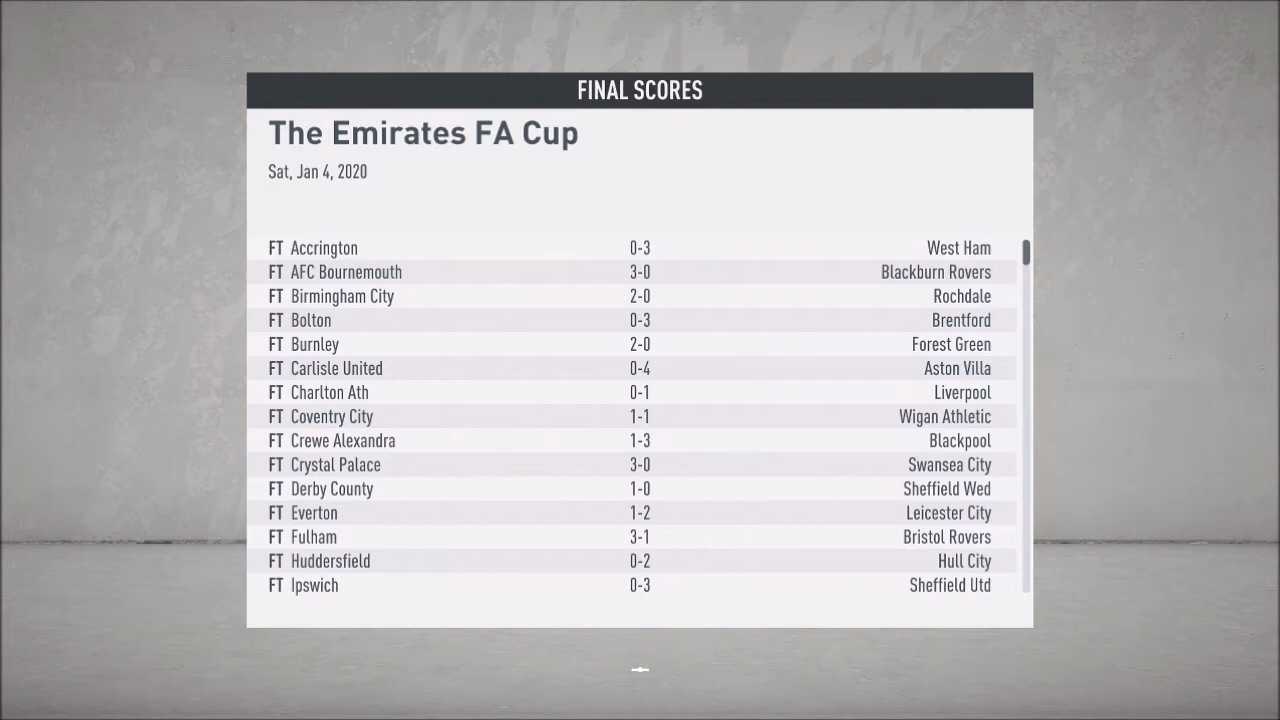 FINAL SCORES
The Emirates FA Cup
Sat, Jan 4, 2020
FT Accrington 0-3 West Ham
FT AFC Bournemouth 3-0 Blackburn Rovers
FT Birmingham City 2-0 Rochdale
FT Bolton 0-3 Brentford
FT Burnley 2-0 Forest Green
FT Carlisle United 0-4 Aston Villa
FT Charlton Ath 0-1 Liverpool
FT Coventry City 1-1 Wigan Athletic
FT Crewe Alexandra 1-3 Blackpool
FT Crystal Palace 3-0 Swansea City
FT Derby County 1-0 Sheffield Wed
FT Everton 1-2 Leicester City
FT Fulham 3-1 Bristol Rovers
FT Huddersfield 0-2 Hull City
FT Ipswich 0-3 Sheffield Utd